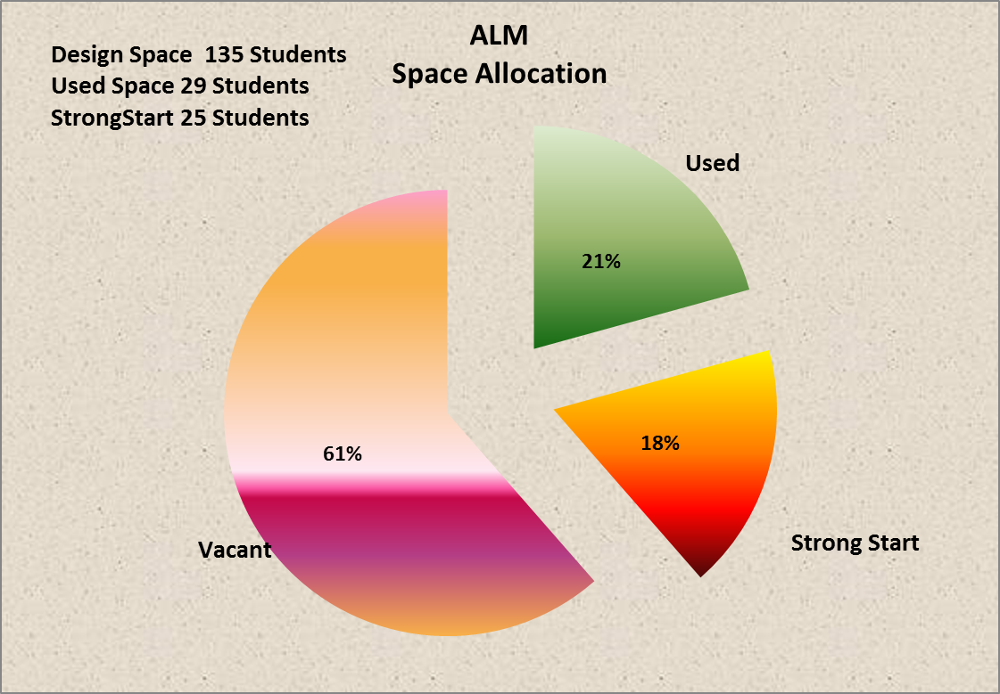 ALM
Space Allocation
Design Space  135 Students
Used Space 29 Students
StrongStart 25 Students
Used
21%
18%
61%
Strong Start
Vacant